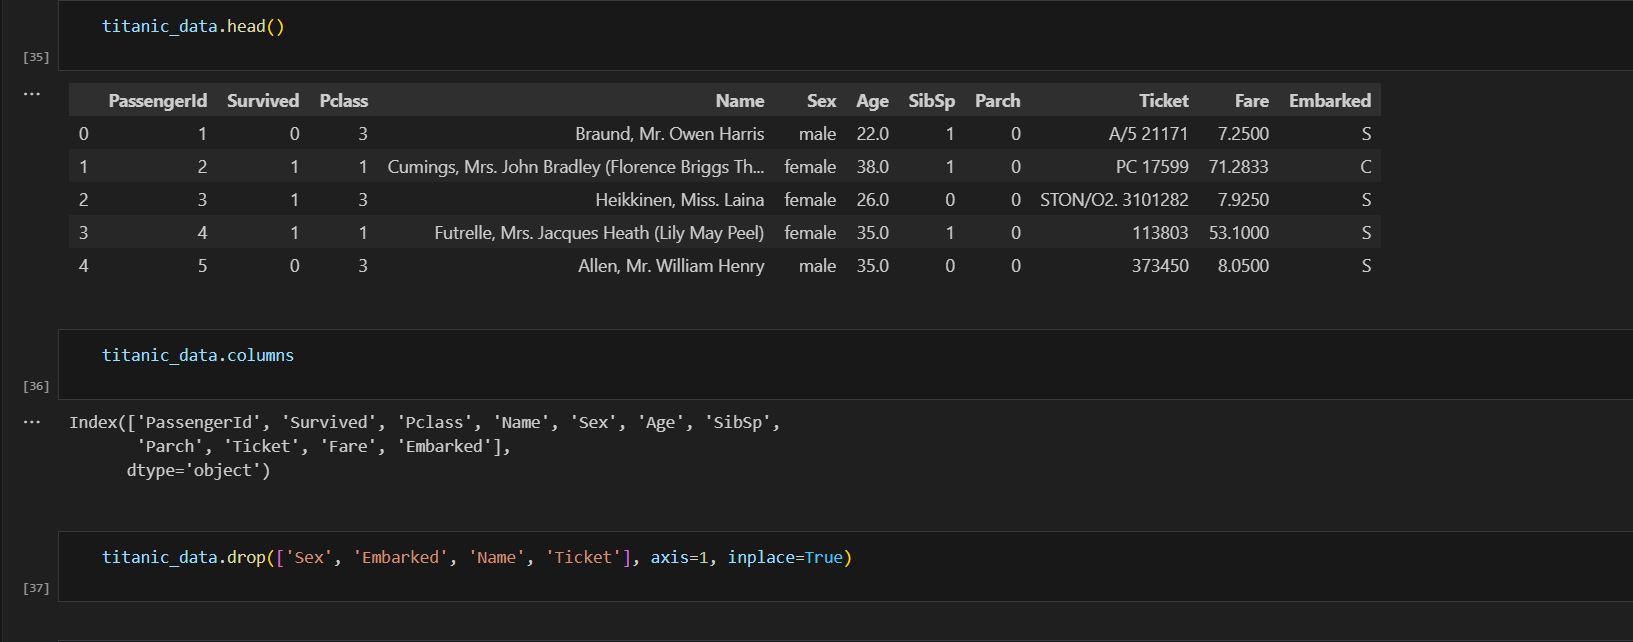 titanic_data.head()
[35]
...
PassengerId Survived Pclass Name Sex Age SibSp Parch Ticket Fare Embarked
0 1 0 3 Braund, Mr. Owen Harris male 22.0 1 0 A/5 21171 7.2500 S
1 2 1 1 Cumings, Mrs. John Bradley (Florence Briggs Th... female 38.0 1 0 PC 17599 71.2833 C
2 3 1 3 Heikkinen, Miss. Laina female 26.0 0 0 STON/O2. 3101282 7.9250 S
3 4 1 1 Futrelle, Mrs. Jacques Heath (Lily May Peel) female 35.0 1 0 113803 53.1000 S
4 5 0 3 Allen, Mr. William Henry male 35.0 0 0 373450 8.0500 S
titanic_data.columns
[36]
...
Index(['PassengerId', 'Survived', 'Pclass', 'Name', 'Sex', 'Age', 'SibSp',
'Parch', 'Ticket', 'Fare', 'Embarked'],
dtype='object')
titanic_data.drop(['Sex', 'Embarked', 'Name', 'Ticket'], axis=1, inplace=True)
[37]